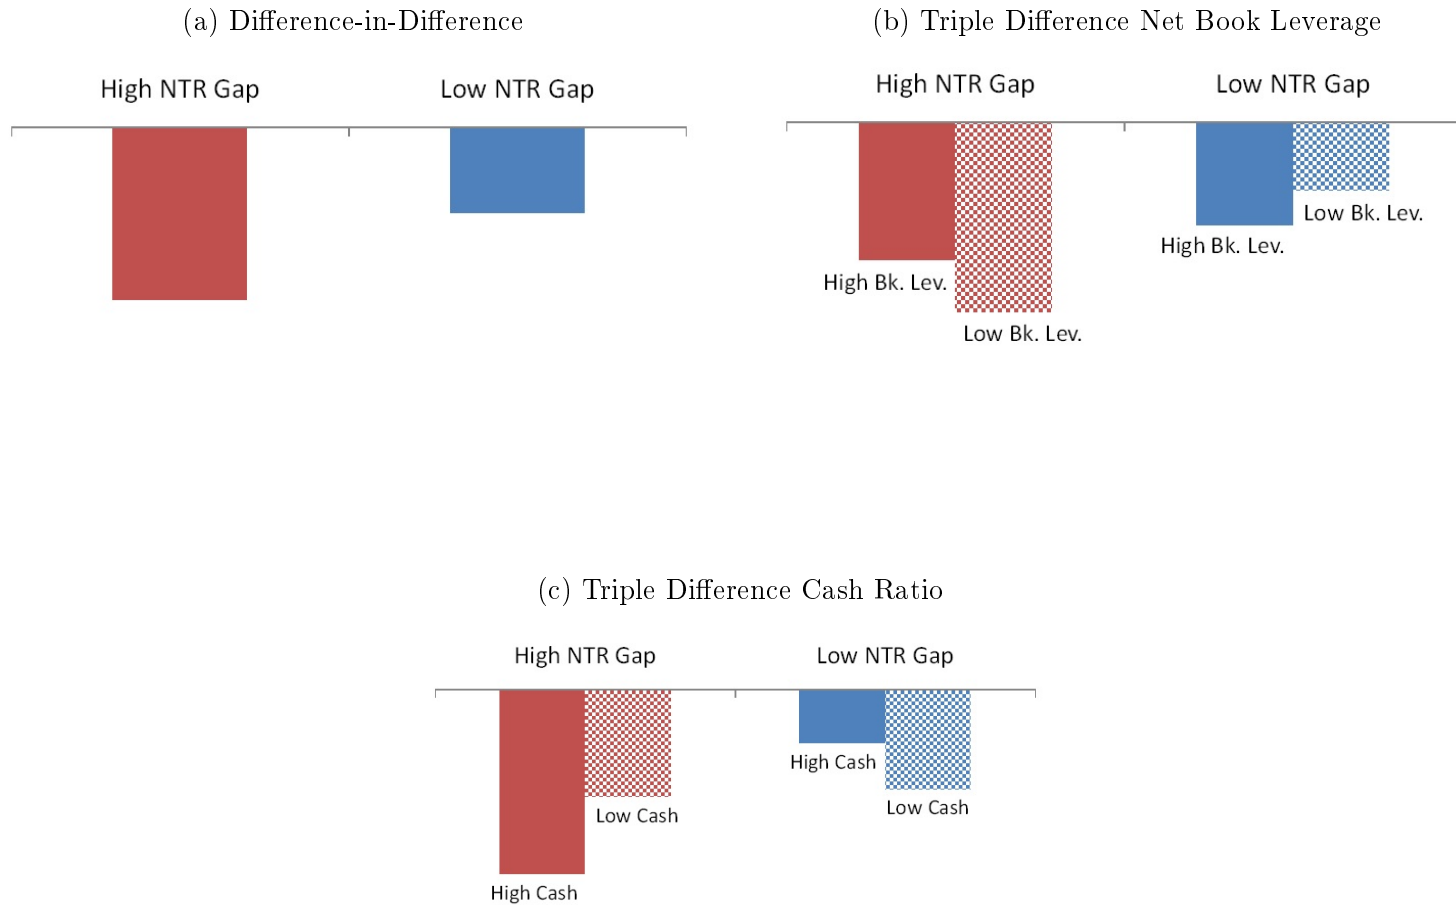 (a) Difference-in-Difference
High NTR Gap
Low NTR Gap
(b) Triple Difference Net Book Leverage
High NTR Gap
Low NTR Gap
High Bk. Lev.
Low Bk. Lev.
High Bk. Lev.
Low Bk. Lev.
(c) Triple Difference Cash Ratio
High NTR Gap
Low NTR Gap
High Cash
Low Cash
High Cash
Low Cash